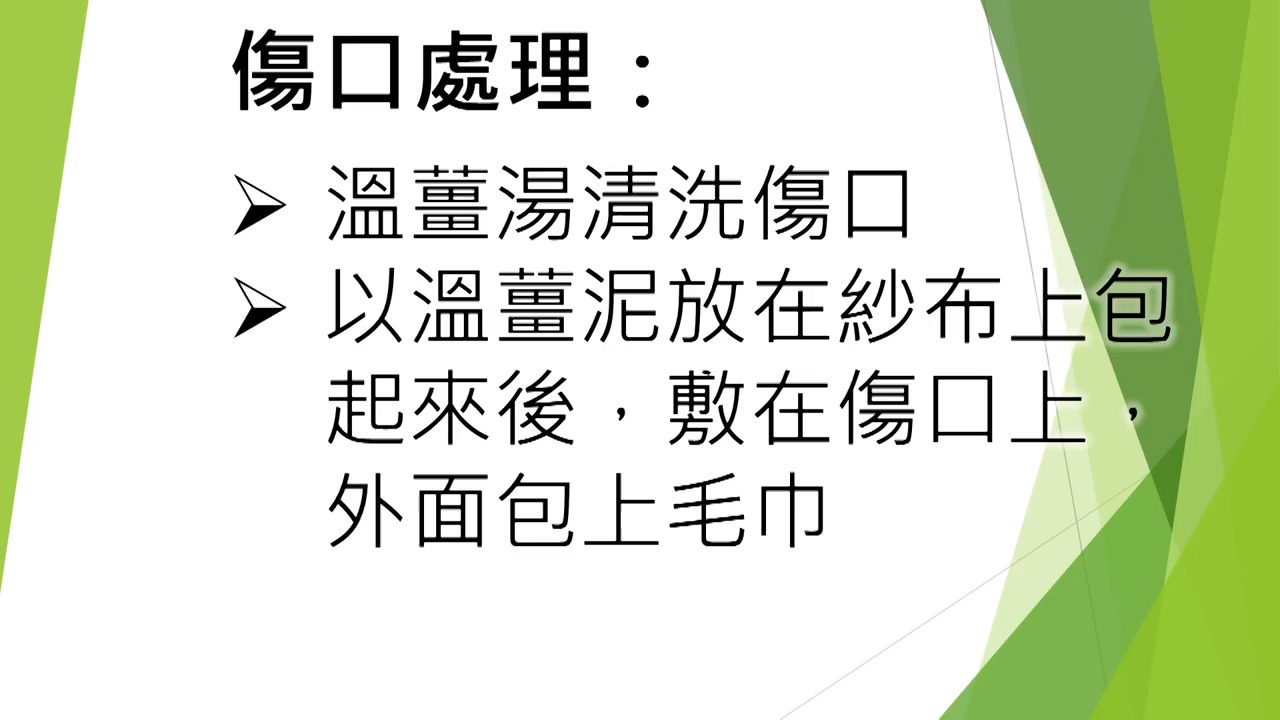 傷口處理：
➢ 溫薑湯清洗傷口
➢ 以溫薑泥放在紗布上包
起來後，敷在傷口上，
外面包上毛巾